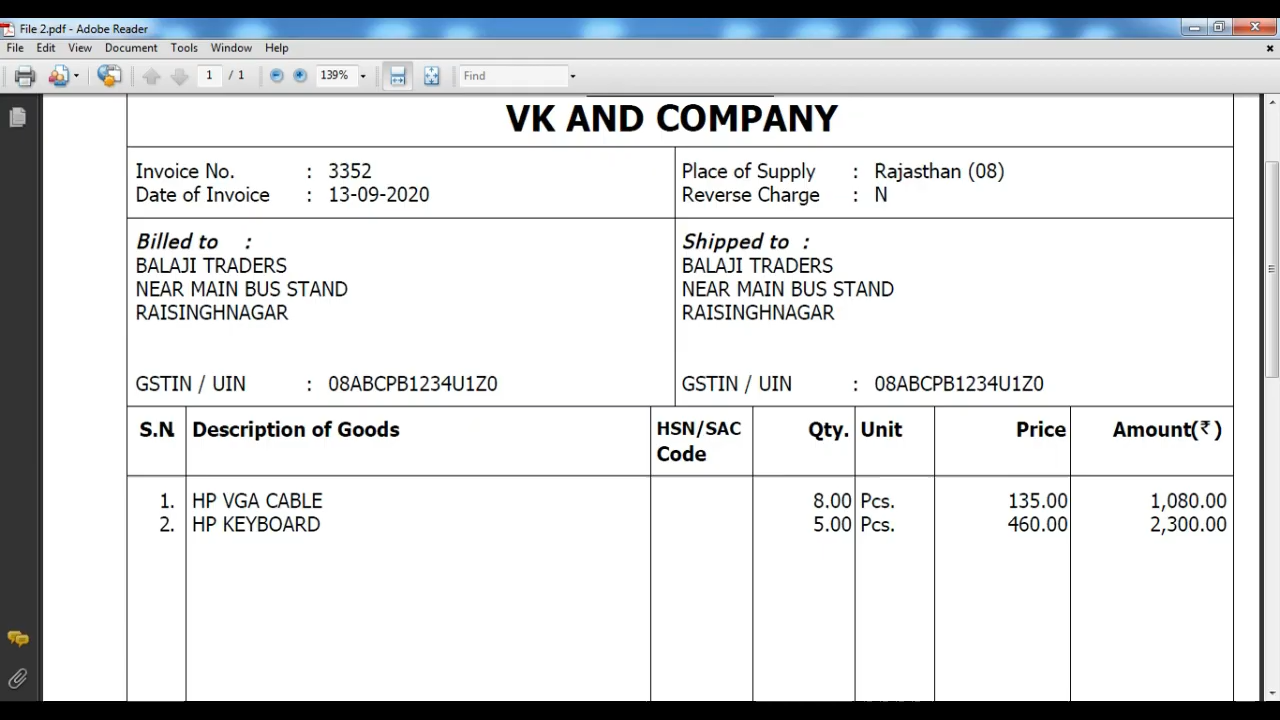 File 2.pdf - Adobe Reader
File Edit View Document Tools Window Help
1 / 1 139% Find
VK AND COMPANY
Invoice No. : 3352
Date of Invoice : 13-09-2020
Place of Supply : Rajasthan (08)
Reverse Charge : N
Billed to :
BALAJI TRADERS
NEAR MAIN BUS STAND
RAISINGHNAGAR
GSTIN / UIN : 08ABCPB1234U1Z0
Shipped to :
BALAJI TRADERS
NEAR MAIN BUS STAND
RAISINGHNAGAR
GSTIN / UIN : 08ABCPB1234U1Z0
S.N. Description of Goods HSN/SAC Code Qty. Unit Price Amount(₹)
1. HP VGA CABLE 8.00 Pcs. 135.00 1,080.00
2. HP KEYBOARD 5.00 Pcs. 460.00 2,300.00